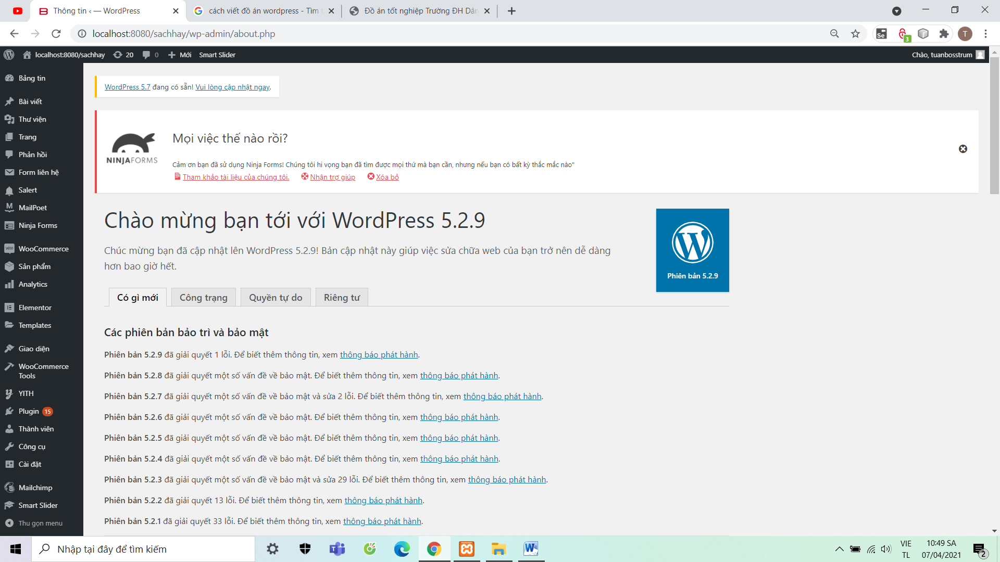 Thông tin ‹ — WordPress
cách viết đồ án wordpress - Tìm
Đồ án tốt nghiệp Trường ĐH Dân
localhost:8080/sachhay/wp-admin/about.php
Se
3
T
localhost:8080/sachhay 20 0 Mới Smart Slider
Chào, tuanbosstrum
Bảng tin
Bài viết
Thư viện
Trang
Phản hồi
Form liên hệ
Salert
MailPoet
Ninja Forms
WooCommerce
Sản phẩm
Analytics
Elementor
Templates
Giao diện
WooCommerce
Tools
YITH
Plugin 15
Thành viên
Công cụ
Cài đặt
Mailchimp
Smart Slider
Thu gọn menu
WordPress 5.7 đang có sẵn! Vui lòng cập nhật ngay.
NINJAFORMS
Mọi việc thế nào rồi?
Cảm ơn bạn đã sử dụng Ninja Forms! Chúng tôi hi vọng bạn đã tìm được mọi thứ mà bạn cần, nhưng nếu bạn có bất kỳ thắc mắc nào"
Tham khảo tài liệu của chúng tôi. Nhận trợ giúp Xóa bỏ
Chào mừng bạn tới với WordPress 5.2.9
Chúc mừng bạn đã cập nhật lên WordPress 5.2.9! Bản cập nhật này giúp việc sửa chữa web của bạn trở nên dễ dàng
hơn bao giờ hết.
Phiên bản 5.2.9
Có gì mới
Công trạng
Quyền tự do
Riêng tư
Các phiên bản bảo trì và bảo mật
Phiên bản 5.2.9 đã giải quyết 1 lỗi. Để biết thêm thông tin, xem thông báo phát hành.
Phiên bản 5.2.8 đã giải quyết một số vấn đề về bảo mật. Để biết thêm thông tin, xem thông báo phát hành.
Phiên bản 5.2.7 đã giải quyết một số vấn đề về bảo mật và sửa 2 lỗi. Để biết thêm thông tin, xem thông báo phát hành.
Phiên bản 5.2.6 đã giải quyết một số vấn đề về bảo mật. Để biết thêm thông tin, xem thông báo phát hành.
Phiên bản 5.2.5 đã giải quyết một số vấn đề về bảo mật. Để biết thêm thông tin, xem thông báo phát hành.
Phiên bản 5.2.4 đã giải quyết một số vấn đề về bảo mật. Để biết thêm thông tin, xem thông báo phát hành.
Phiên bản 5.2.3 đã giải quyết một số vấn đề về bảo mật và sửa 29 lỗi. Để biết thêm thông tin, xem thông báo phát hành.
Phiên bản 5.2.2 đã giải quyết 13 lỗi. Để biết thêm thông tin, xem thông báo phát hành.
Phiên bản 5.2.1 đã giải quyết 33 lỗi. Để biết thêm thông tin, xem thông báo phát hành.
Nhập tại đây để tìm kiếm
VIE
TL
10:49 SA
07/04/2021
2